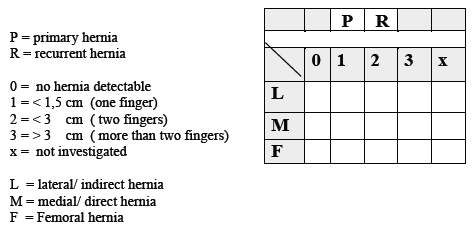 P = primary hernia
R = recurrent hernia
0 = no hernia detectable
1 = < 1,5 cm (one finger)
2 = < 3 cm ( two fingers)
3 = > 3 cm ( more than two fingers)
x = not investigated
L = lateral/ indirect hernia
M = medial/ direct hernia
F = Femoral hernia
P R
0 1 2 3 x
L
M
F